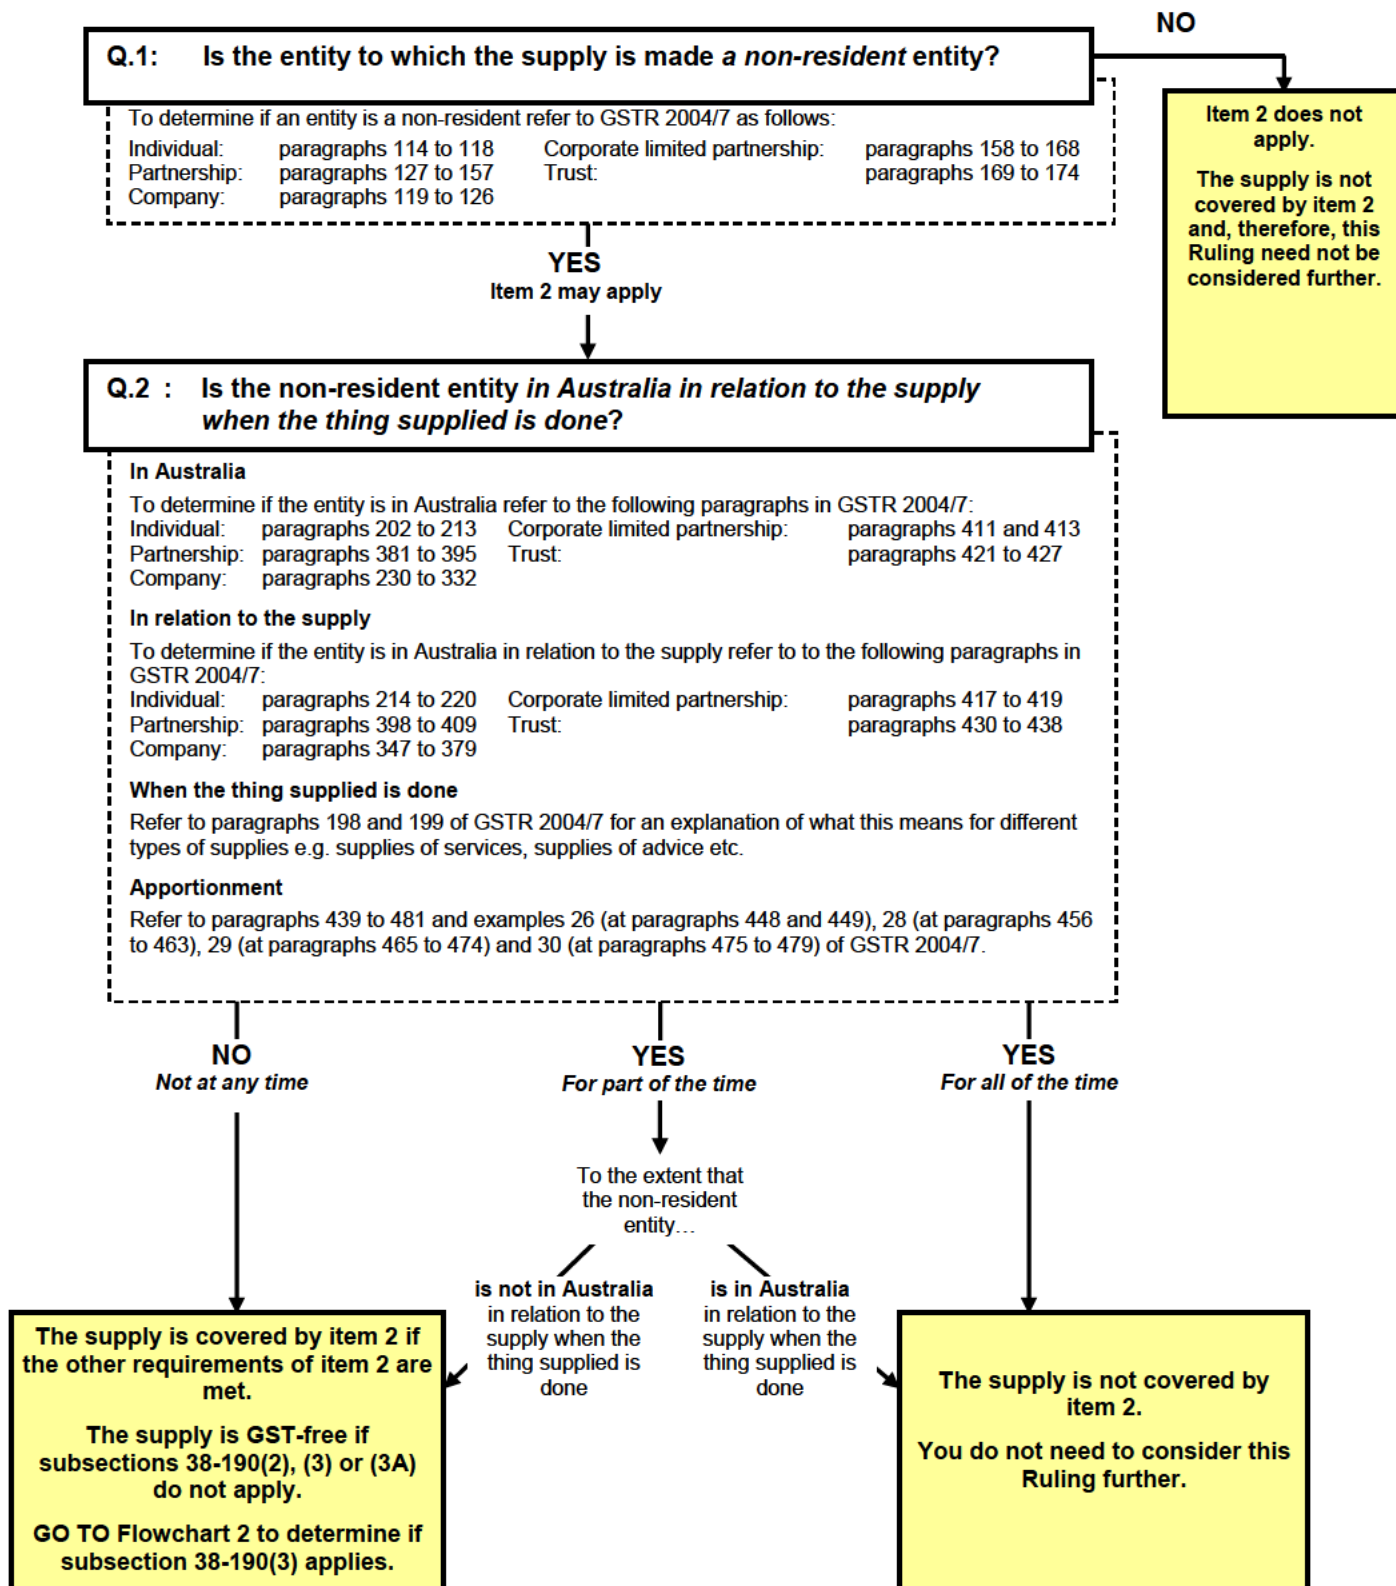 NO
Q.1: Is the entity to which the supply is made a non-resident entity?
To determine if an entity is a non-resident refer to GSTR 2004/7 as follows:
Individual: paragraphs 114 to 118 Corporate limited partnership: paragraphs 158 to 168
Partnership: paragraphs 127 to 157 Trust: paragraphs 169 to 174
Company: paragraphs 119 to 126
Item 2 does not
apply.
The supply is not
covered by item 2
and, therefore, this
Ruling need not be
considered further.
YES
Item 2 may apply
Q.2 : Is the non-resident entity in Australia in relation to the supply
when the thing supplied is done?
In Australia
To determine if the entity is in Australia refer to the following paragraphs in GSTR 2004/7:
Individual: paragraphs 202 to 213 Corporate limited partnership: paragraphs 411 and 413
Partnership: paragraphs 381 to 395 Trust: paragraphs 421 to 427
Company: paragraphs 230 to 332
In relation to the supply
To determine if the entity is in Australia in relation to the supply refer to to the following paragraphs in
GSTR 2004/7:
Individual: paragraphs 214 to 220 Corporate limited partnership: paragraphs 417 to 419
Partnership: paragraphs 398 to 409 Trust: paragraphs 430 to 438
Company: paragraphs 347 to 379
When the thing supplied is done
Refer to paragraphs 198 and 199 of GSTR 2004/7 for an explanation of what this means for different
types of supplies e.g. supplies of services, supplies of advice etc.
Apportionment
Refer to paragraphs 439 to 481 and examples 26 (at paragraphs 448 and 449), 28 (at paragraphs 456
to 463), 29 (at paragraphs 465 to 474) and 30 (at paragraphs 475 to 479) of GSTR 2004/7.
NO
Not at any time
YES
For part of the time
YES
For all of the time
To the extent that
the non-resident
entity…
is not in Australia
in relation to the
supply when the
thing supplied is
done
is in Australia
in relation to the
supply when the
thing supplied is
done
The supply is covered by item 2 if
the other requirements of item 2 are
met.
The supply is GST-free if
subsections 38-190(2), (3) or (3A)
do not apply.
GO TO Flowchart 2 to determine if
subsection 38-190(3) applies.
The supply is not covered by
item 2.
You do not need to consider this
Ruling further.